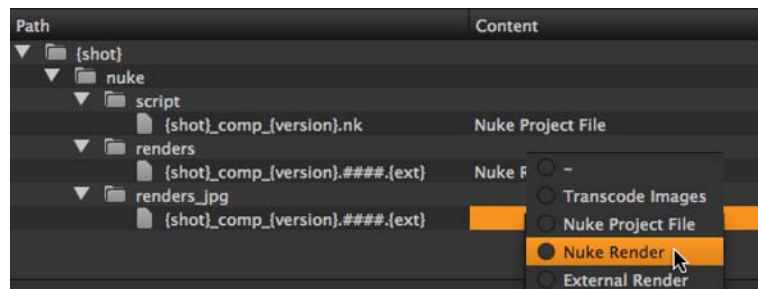 Path Content
{shot}
nuke
script
{shot}_comp_{version}.nk Nuke Project File
renders
{shot}_comp_{version}.####.{ext} Nuke R
renders_jpg
{shot}_comp_{version}.####.{ext}
–
Transcode Images
Nuke Project File
Nuke Render
External Render